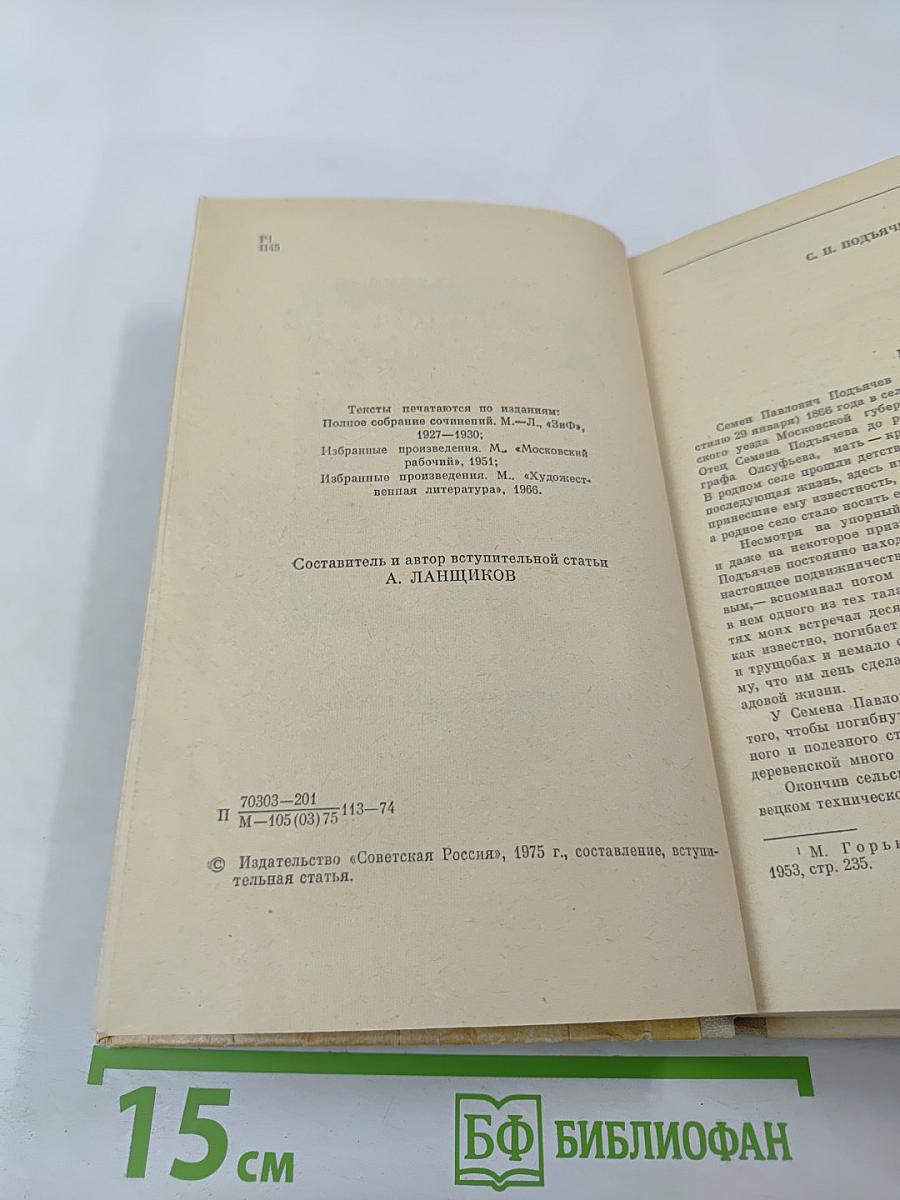 П45
Тексты печатаются по изданиям:
Полное собрание сочинений. М.—Л., «ЗиФ»,
1927—1930;
Избранные произведения. М., «Московский
рабочий», 1951;
Избранные произведения. М., «Художест-
венная литература», 1966.
Составитель и автор вступительной статьи
А. ЛАНЩИКОВ
П 70303—201
М—105(03)75 113—74
© Издательство «Советская Россия», 1975 г., составление, вступи-
тельная статья.
С. П. ПОДЪЯЧ
Семен Павлович Подъячев
стилю 29 января) 1866 года в сел
ского уезда Московской губер
Отец Семена Подъячева до р
графа Олсуфьева, мать — кр
В родном селе прошли детств
последующая жизнь, здесь и
принесшие ему известность,
а родное село стало носить е
Несмотря на упорный
и даже на некоторое приз
Подъячев постоянно наход
настоящее подвижничеств
вым,— вспоминал потом
в нем одного из тех тала
тях моих встречал деся
как известно, погибает
и трущобах и немало с
му, что им лень сдела
адовой жизни.
У Семена Павло
того, чтобы погибнут
ного и полезного ст
деревенской много
Окончив сельс
вецком техническо
¹ М. Горьк
1953, стр. 235.
15 см
БФ БИБЛИОФАН